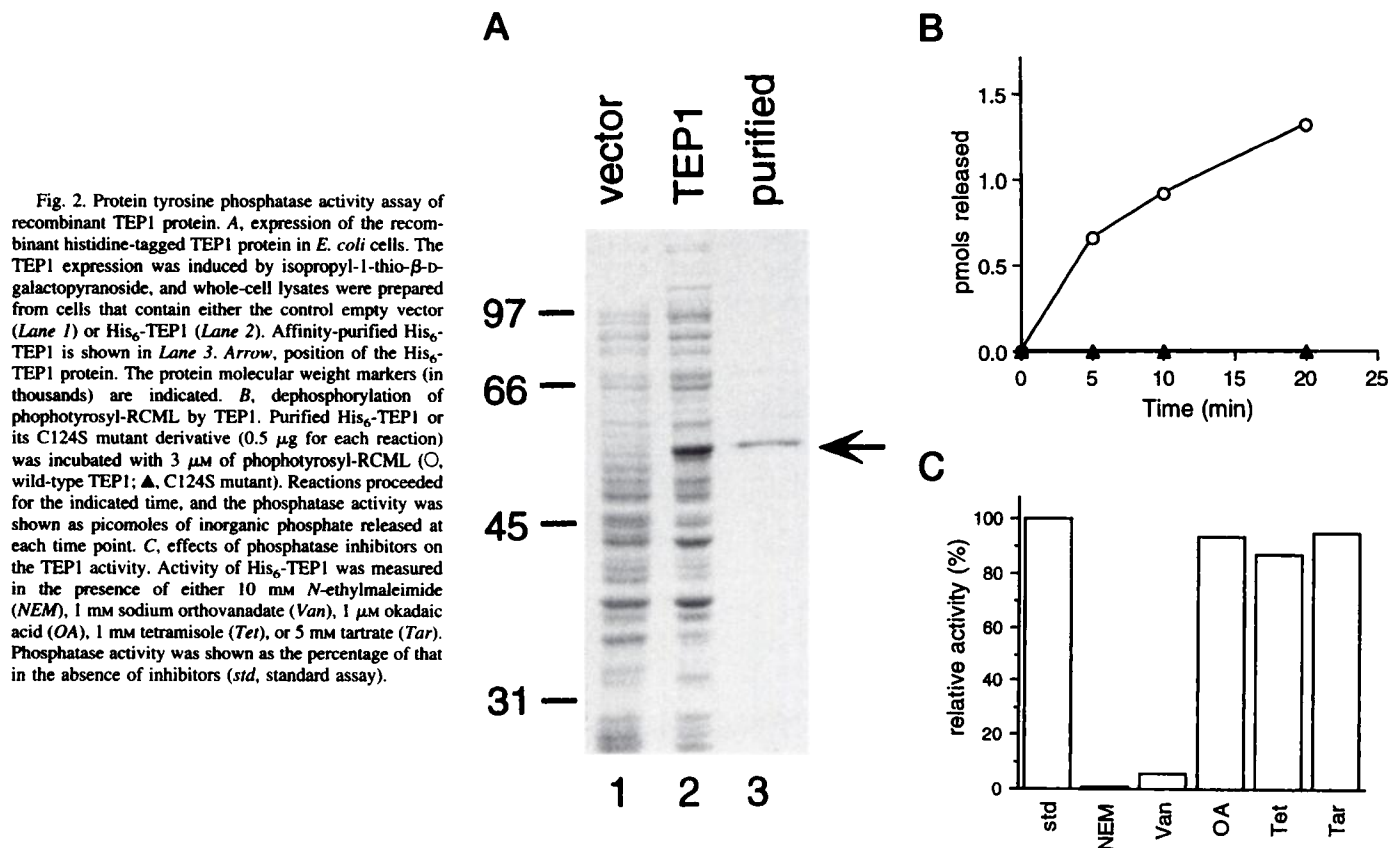 Fig. 2. Protein tyrosine phosphatase activity assay of
recombinant TEP1 protein. A, expression of the recom-
binant histidine-tagged TEP1 protein in E. coli cells. The
TEP1 expression was induced by isopropyl-1-thio-β-D-
galactopyranoside, and whole-cell lysates were prepared
from cells that contain either the control empty vector
(Lane 1) or His6-TEP1 (Lane 2). Affinity-purified His6-
TEP1 is shown in Lane 3. Arrow, position of the His6-
TEP1 protein. The protein molecular weight markers (in
thousands) are indicated. B, dephosphorylation of
phophotyrosyl-RCML by TEP1. Purified His6-TEP1 or
its C124S mutant derivative (0.5 μg for each reaction)
was incubated with 3 μM of phophotyrosyl-RCML (○,
wild-type TEP1; ▲, C124S mutant). Reactions proceeded
for the indicated time, and the phosphatase activity was
shown as picomoles of inorganic phosphate released at
each time point. C, effects of phosphatase inhibitors on
the TEP1 activity. Activity of His6-TEP1 was measured
in the presence of either 10 mM N-ethylmaleimide
(NEM), 1 mM sodium orthovanadate (Van), 1 μM okadaic
acid (OA), 1 mM tetramisole (Tet), or 5 mM tartrate (Tar).
Phosphatase activity was shown as the percentage of that
in the absence of inhibitors (std, standard assay).
A
vector
TEP1
purified
97
66
45
31
1 2 3
B
pmols released
1.5
1.0
0.5
0.0
0 5 10 15 20 25
Time (min)
C
relative activity (%)
100
80
60
40
20
0
std
NEM
Van
OA
Tet
Tar